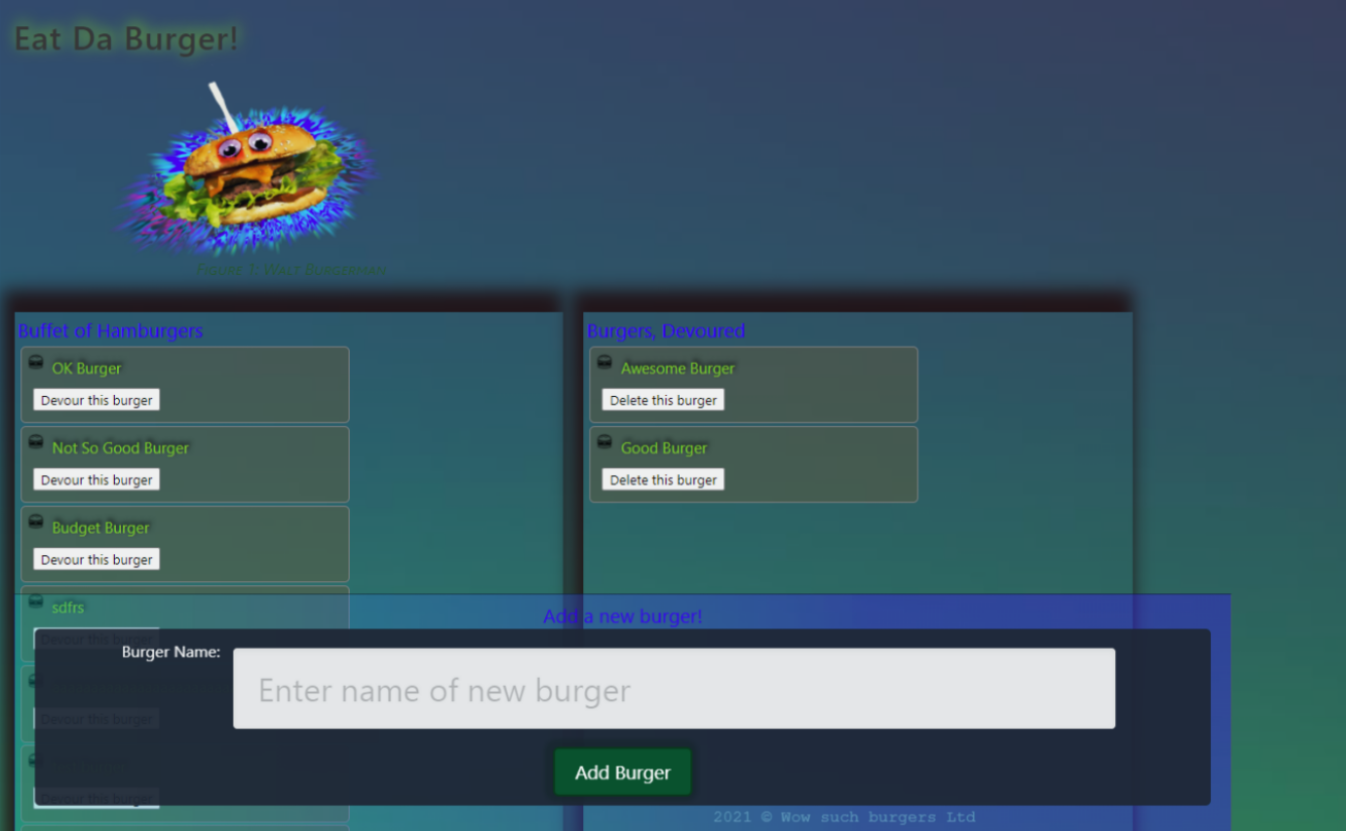 Eat Da Burger!
Figure 1. Walt Burgerman
Buffet of Hamburgers
OK Burger
Devour this burger
Not So Good Burger
Devour this burger
Budget Burger
Devour this burger
sdfrs
Devour this burger
Devour this burger
Devour this burger
Burgers, Devoured
Awesome Burger
Delete this burger
Good Burger
Delete this burger
Add a new burger!
Burger Name:
Enter name of new burger
Add Burger
2021 © Wow such burgers Ltd